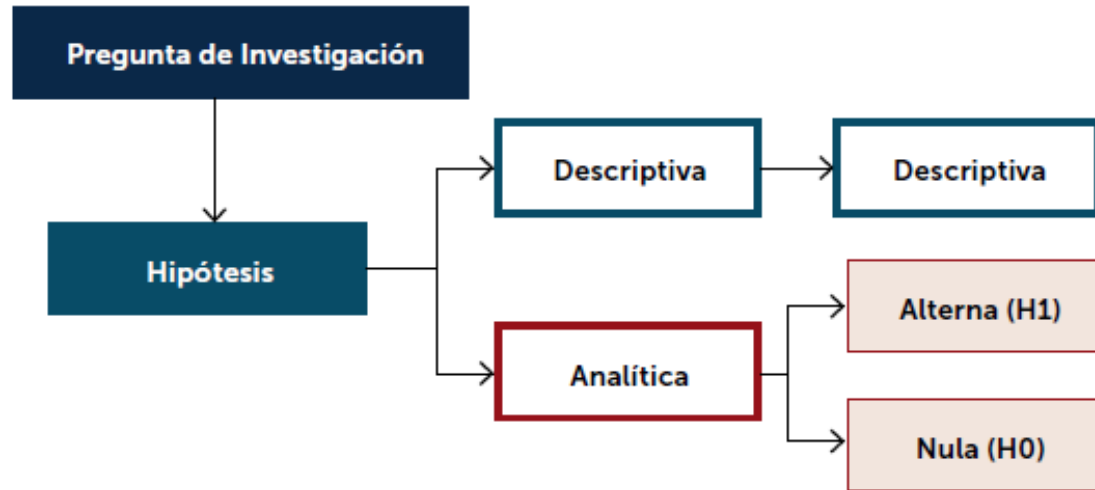 Pregunta de Investigación
Descriptiva
Descriptiva
Hipótesis
Alterna (H1)
Analítica
Nula (H0)